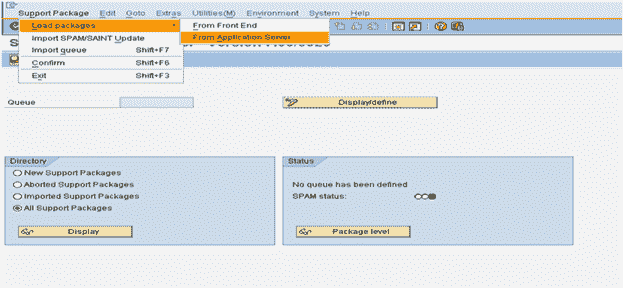 Support Package Edit Goto Extras Utilities(M) Environment System Help
Load packages
From Front End
From Application Server
Import SPAM/SAINT Update
Import queue Shift+F7
Confirm Shift+F6
Exit Shift+F3
Queue
Display/define
Directory
New Support Packages
Aborted Support Packages
Imported Support Packages
All Support Packages
Display
Status
No queue has been defined
SPAM status:
Package level